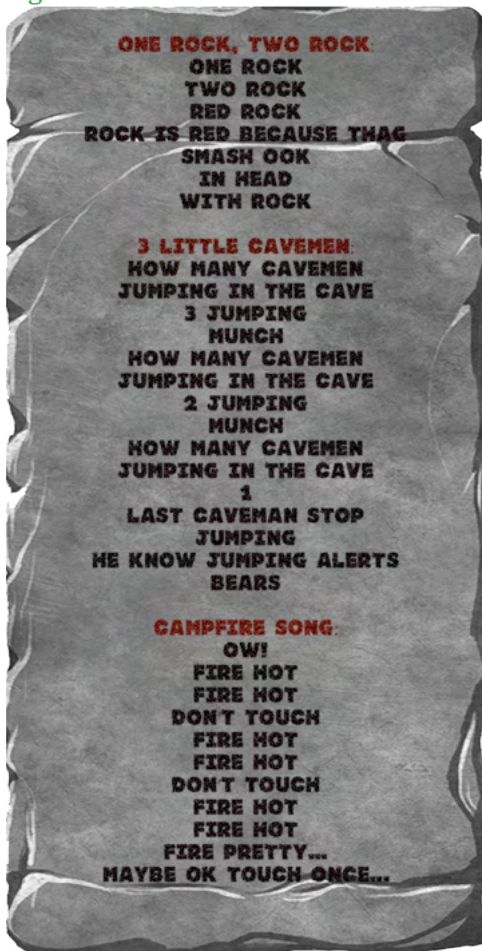 ONE ROCK, TWO ROCK:
ONE ROCK
TWO ROCK
RED ROCK
ROCK IS RED BECAUSE THAG
SMASH OOK
IN HEAD
WITH ROCK
3 LITTLE CAVEMEN:
HOW MANY CAVEMEN
JUMPING IN THE CAVE
3 JUMPING
MUNCH
HOW MANY CAVEMEN
JUMPING IN THE CAVE
2 JUMPING
MUNCH
HOW MANY CAVEMEN
JUMPING IN THE CAVE
1
LAST CAVEMAN STOP
JUMPING
HE KNOW JUMPING ALERTS
BEARS
CAMPFIRE SONG:
OW!
FIRE HOT
FIRE HOT
DON'T TOUCH
FIRE HOT
FIRE HOT
DON'T TOUCH
FIRE HOT
FIRE HOT
FIRE PRETTY...
MAYBE OK TOUCH ONCE...